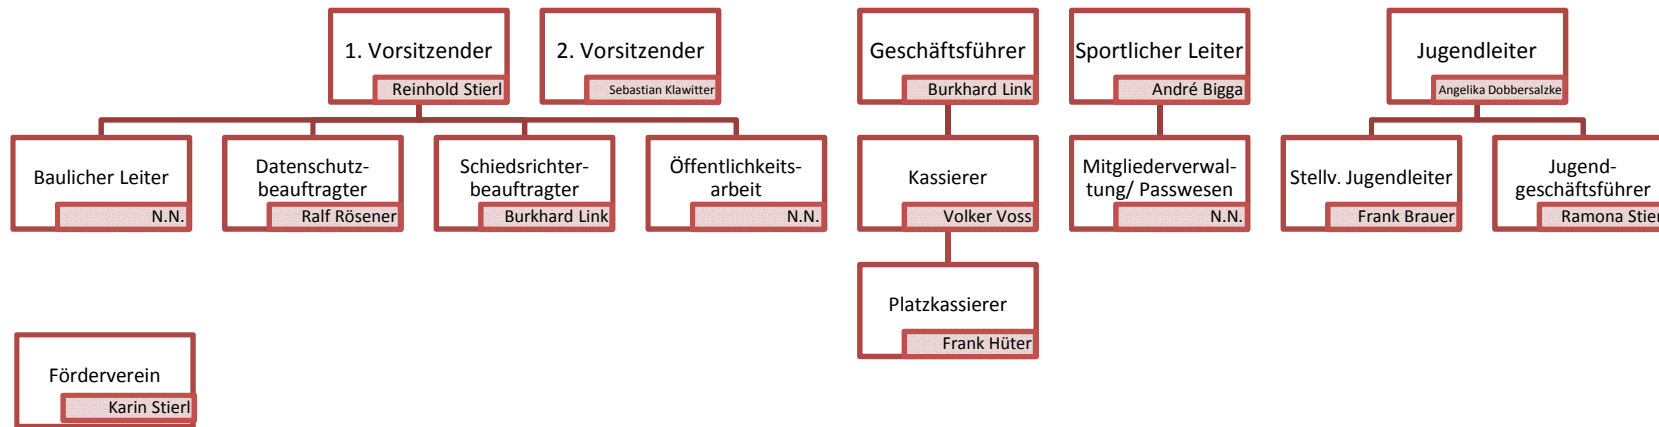 1. Vorsitzender
Reinhold Stierl
2. Vorsitzender
Sebastian Klawitter
Geschäftsführer
Burkhard Link
Sportlicher Leiter
André Bigga
Jugendleiter
Angelika Dobbersalzke
Baulicher Leiter
N.N.
Datenschutz-
beauftragter
Ralf Rösener
Schiedsrichter-
beauftragter
Burkhard Link
Öffentlichkeits-
arbeit
N.N.
Kassierer
Volker Voss
Mitgliederverwal-
tung/ Passwesen
N.N.
Stellv. Jugendleiter
Frank Brauer
Jugend-
geschäftsführer
Ramona Stier
Platzkassierer
Frank Hüter
Förderverein
Karin Stierl